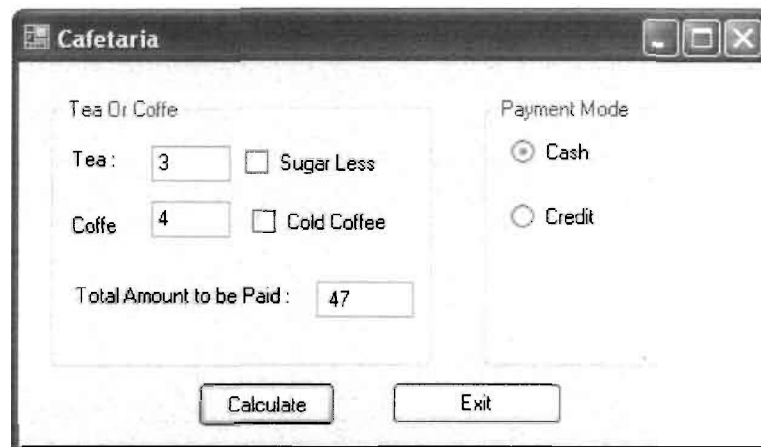 Cafetaria
Tea Or Coffe
Tea : 3 Sugar Less
Coffe 4 Cold Coffee
Total Amount to be Paid : 47
Payment Mode
Cash
Credit
Calculate Exit